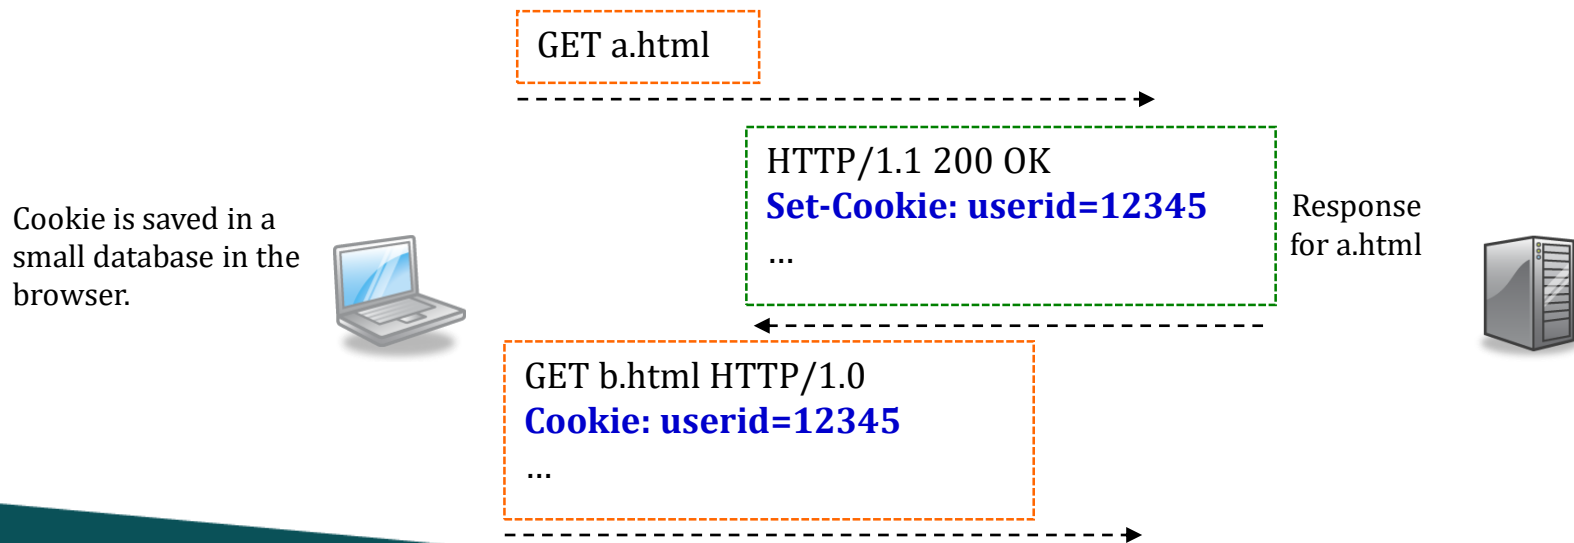 GET a.html
HTTP/1.1 200 OK
Set-Cookie: userid=12345
…
Response
for a.html
Cookie is saved in a
small database in the
browser.
GET b.html HTTP/1.0
Cookie: userid=12345
…